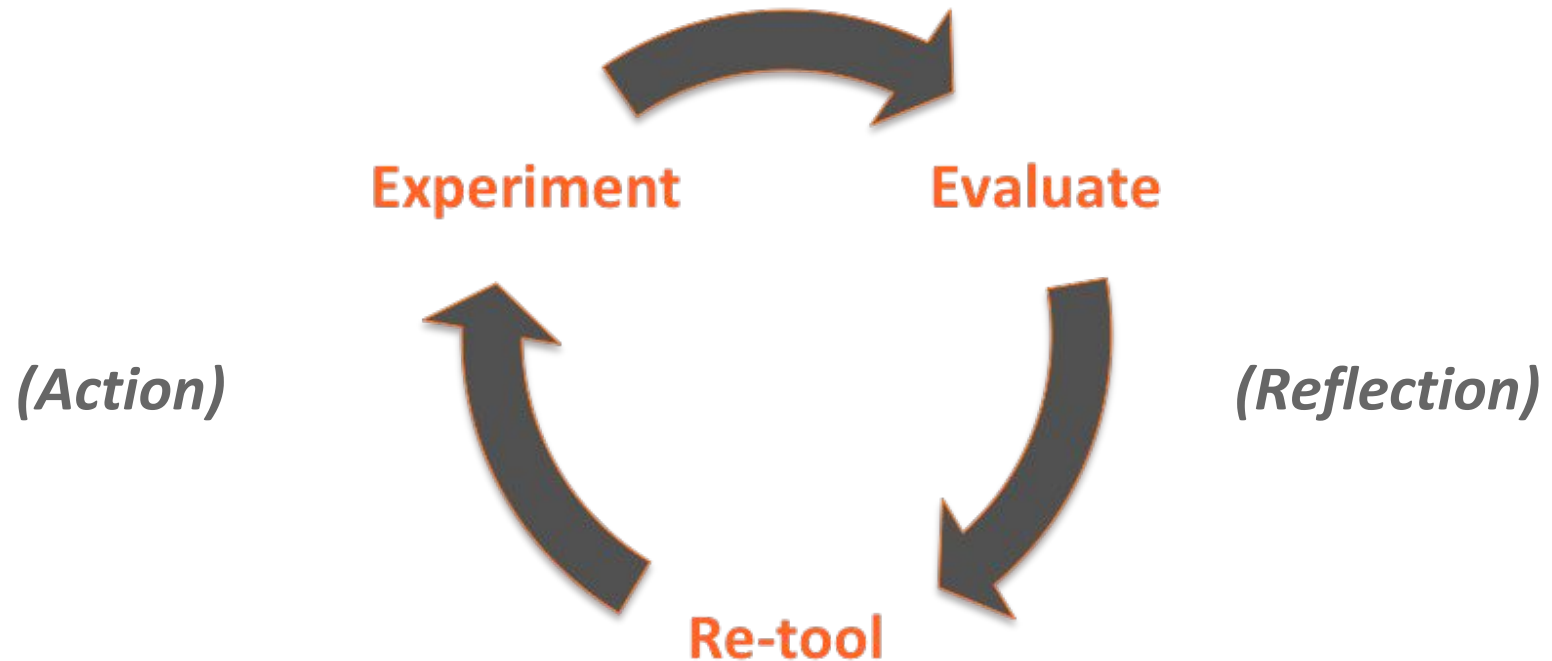 Experiment
Evaluate
(Action)
(Reflection)
Re-tool